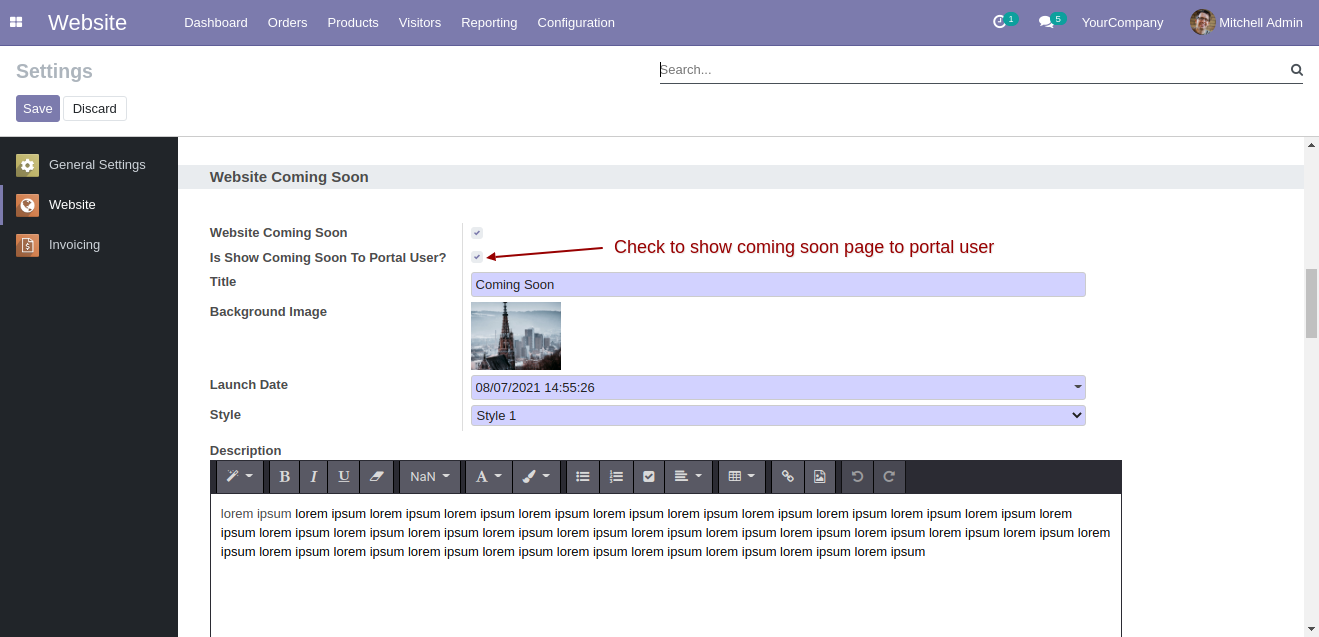 Website Dashboard Orders Products Visitors Reporting Configuration 1 5 YourCompany Mitchell Admin
Settings
Search...
Save Discard
General Settings
Website
Invoicing
Website Coming Soon
Website Coming Soon
Is Show Coming Soon To Portal User?
Check to show coming soon page to portal user
Title Coming Soon
Background Image
Launch Date 08/07/2021 14:55:26
Style Style 1
Description
B I U NaN A
lorem ipsum lorem ipsum lorem ipsum lorem ipsum lorem ipsum lorem ipsum lorem ipsum lorem ipsum lorem ipsum lorem ipsum lorem ipsum lorem
ipsum lorem ipsum lorem ipsum lorem ipsum lorem ipsum lorem ipsum lorem ipsum lorem ipsum lorem ipsum lorem ipsum lorem ipsum lorem ipsum lorem
ipsum lorem ipsum lorem ipsum lorem ipsum lorem ipsum lorem ipsum lorem ipsum lorem ipsum lorem ipsum lorem ipsum